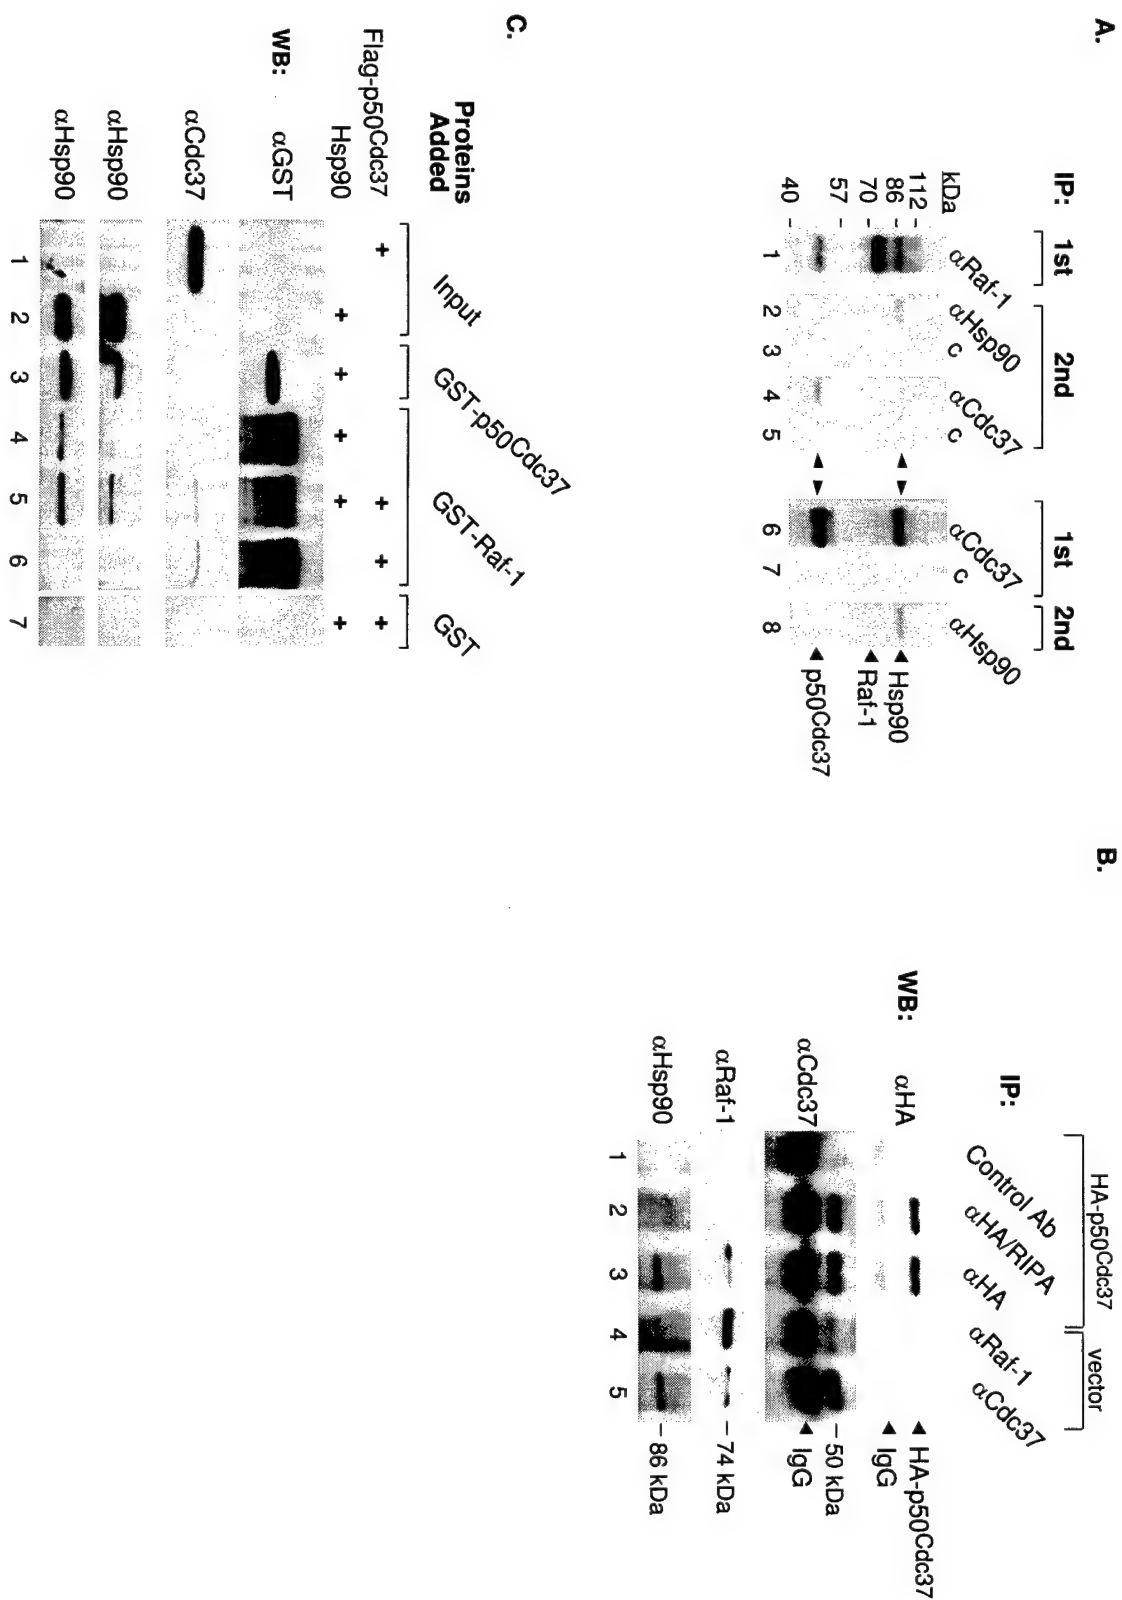 A.
IP:
1st
2nd
1st
2nd
kDa
αRaf-1
αHsp90
c
αCdc37
c
αCdc37
c
αHsp90
112 -
86 -
70 -
57 -
40 -
Hsp90
Raf-1
p50Cdc37
1 2 3 4 5 6 7 8
B.
HA-p50Cdc37
vector
IP:
Control Ab
αHA/RIPA
αHA
αRaf-1
αCdc37
WB:
αHA
HA-p50Cdc37
IgG
αCdc37
50 kDa
IgG
αRaf-1
74 kDa
αHsp90
86 kDa
1 2 3 4 5
C.
Proteins
Added
Input
GST-p50Cdc37
GST-Raf-1
GST
Flag-p50Cdc37 + + + +
Hsp90 + + + + +
WB:
αGST
αCdc37
αHsp90
αHsp90
1 2 3 4 5 6 7